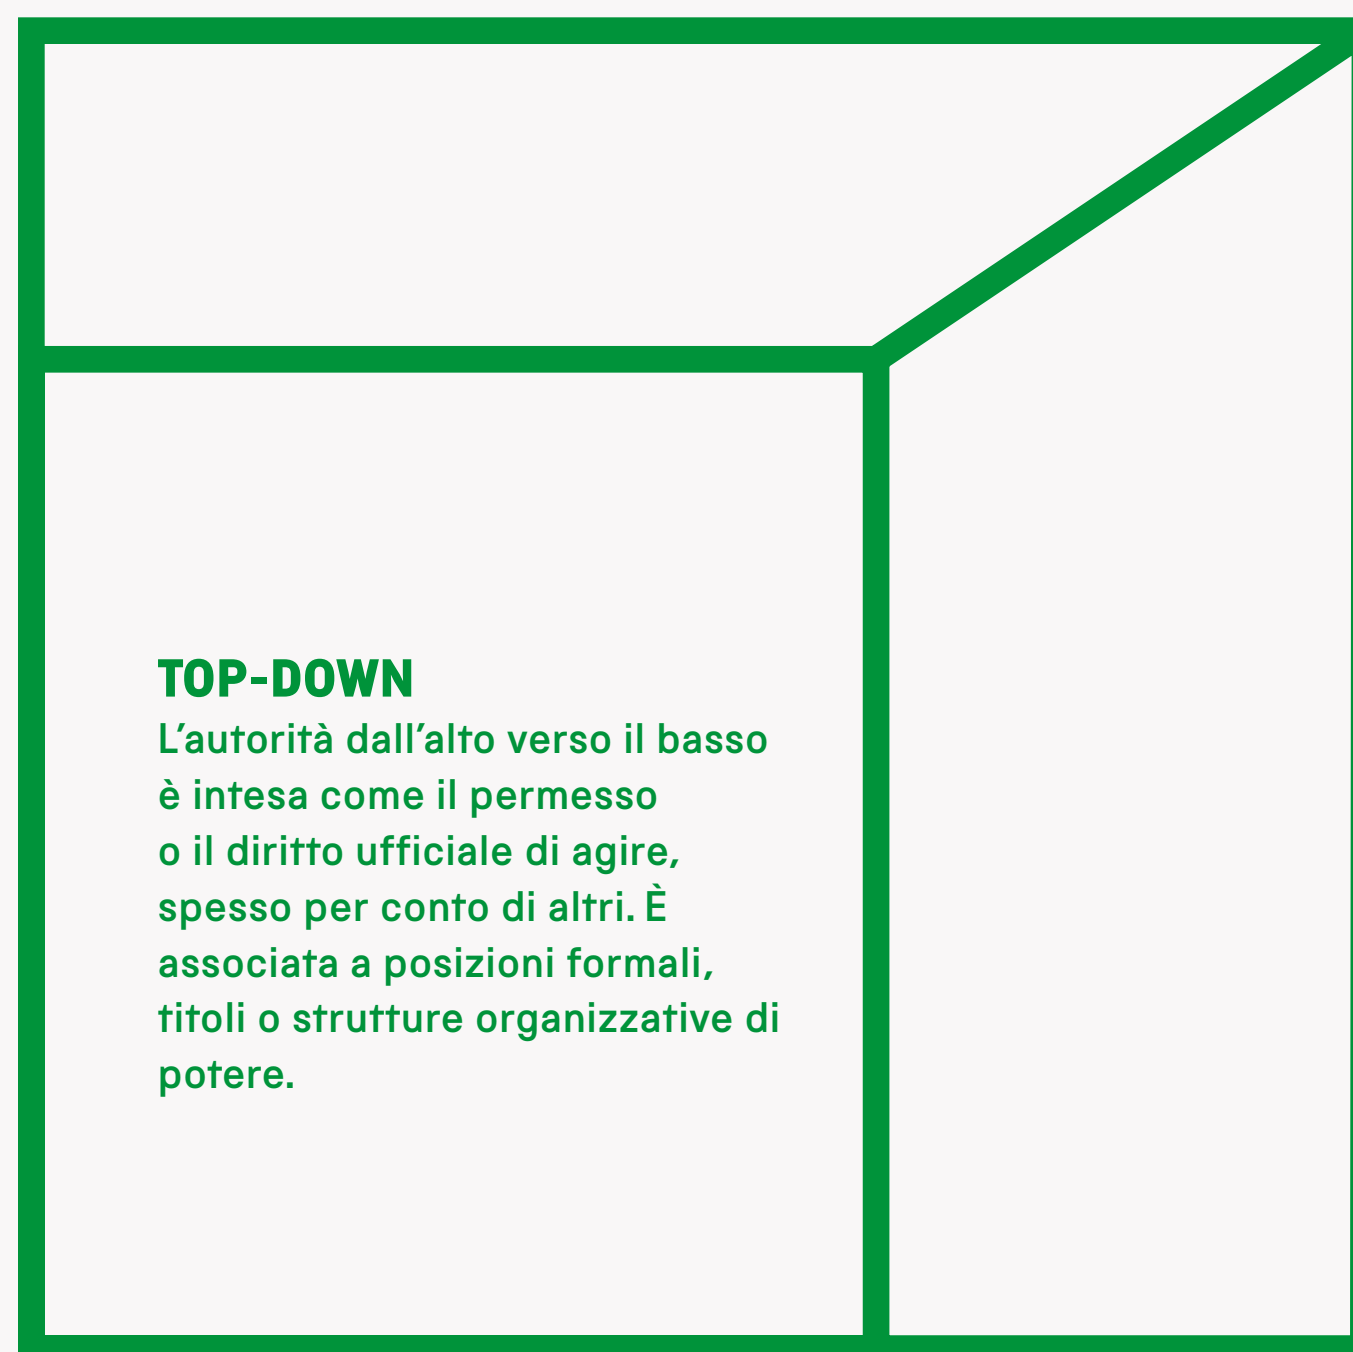 TOP-DOWN
L’autorità dall’alto verso il basso
è intesa come il permesso
o il diritto ufficiale di agire,
spesso per conto di altri. È
associata a posizioni formali,
titoli o strutture organizzative di
potere.